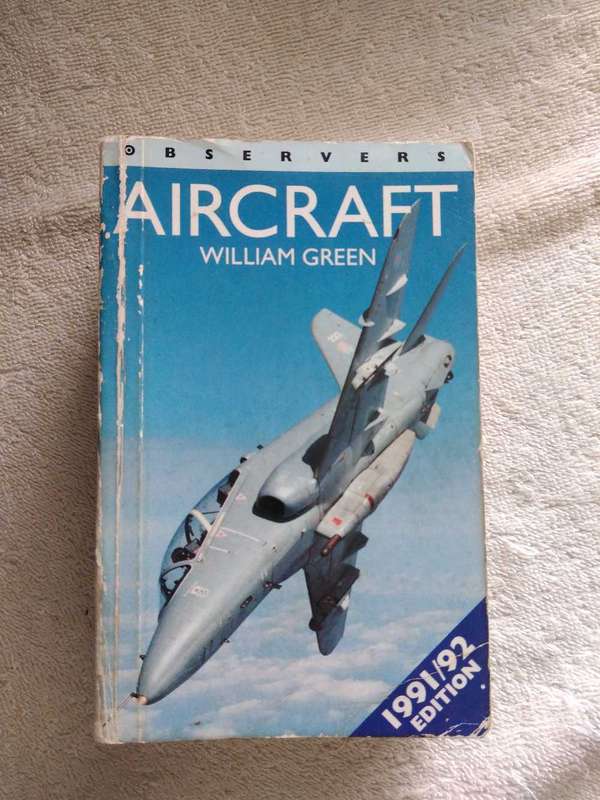 OBSERVERS
AIRCRAFT
WILLIAM GREEN
1991/92
EDITION